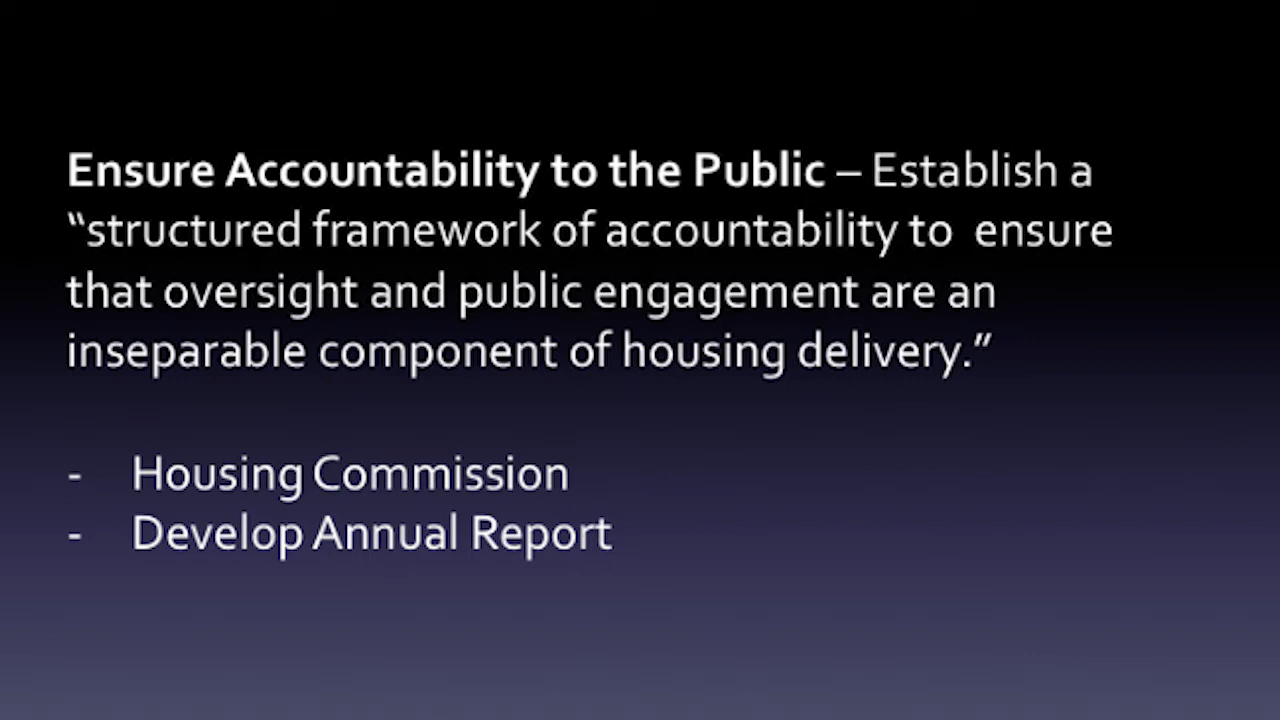 Ensure Accountability to the Public – Establish a
“structured framework of accountability to  ensure
that oversight and public engagement are an
inseparable component of housing delivery.”
- Housing Commission
- Develop Annual Report